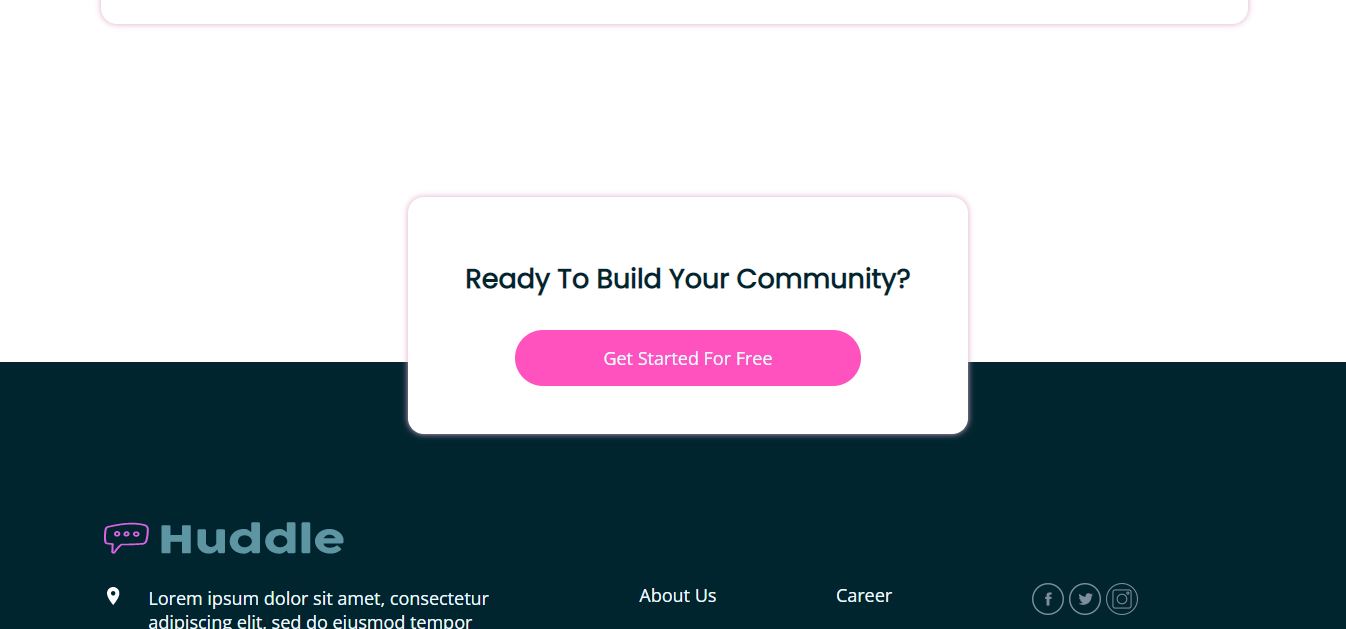 Ready To Build Your Community?
Get Started For Free
Huddle
Lorem ipsum dolor sit amet, consectetur
adipiscing elit, sed do eiusmod tempor
About Us
Career